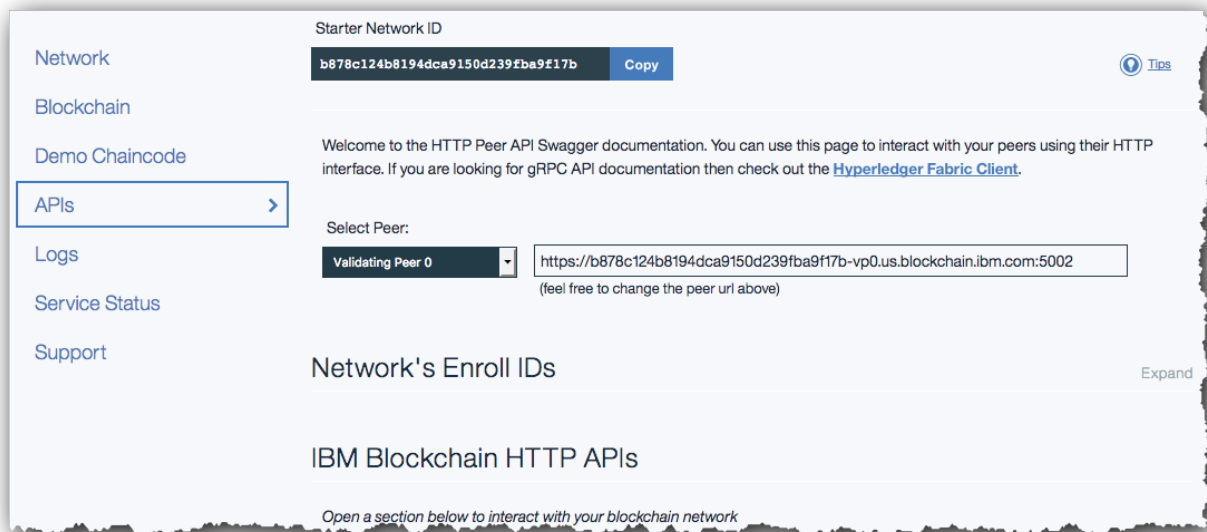 Network
Blockchain
Demo Chaincode
APIs
Logs
Service Status
Support
Starter Network ID
b878c124b8194dca9150d239fba9f17b Copy
Tips
Welcome to the HTTP Peer API Swagger documentation. You can use this page to interact with your peers using their HTTP
interface. If you are looking for gRPC API documentation then check out the Hyperledger Fabric Client.
Select Peer:
Validating Peer 0 https://b878c124b8194dca9150d239fba9f17b-vp0.us.blockchain.ibm.com:5002
(feel free to change the peer url above)
Network's Enroll IDs
Expand
IBM Blockchain HTTP APIs
Open a section below to interact with your blockchain network